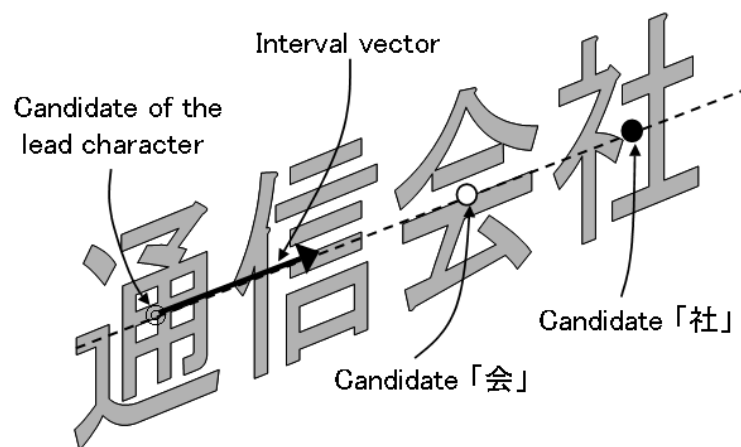 Interval vector
Candidate of the
lead character
通信会社
Candidate「社」
Candidate「会」